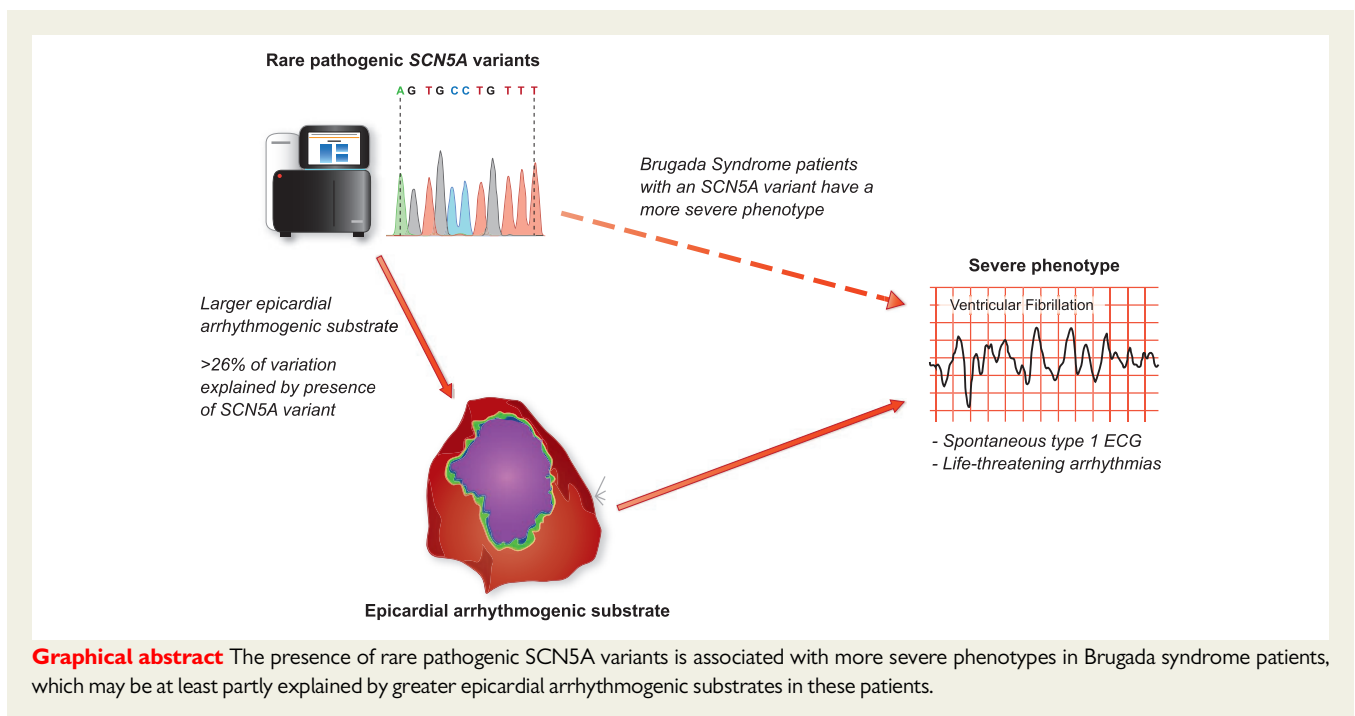 Rare pathogenic SCN5A variants
A G T G C C T G T T T
Brugada Syndrome patients
with an SCN5A variant have a
more severe phenotype
Severe phenotype
Ventricular Fibrillation
Larger epicardial
arrhythmogenic substrate
>26% of variation
explained by presence
of SCN5A variant
- Spontaneous type 1 ECG
- Life-threatening arrhythmias
Epicardial arrhythmogenic substrate
Graphical abstract The presence of rare pathogenic SCN5A variants is associated with more severe phenotypes in Brugada syndrome patients,
which may be at least partly explained by greater epicardial arrhythmogenic substrates in these patients.